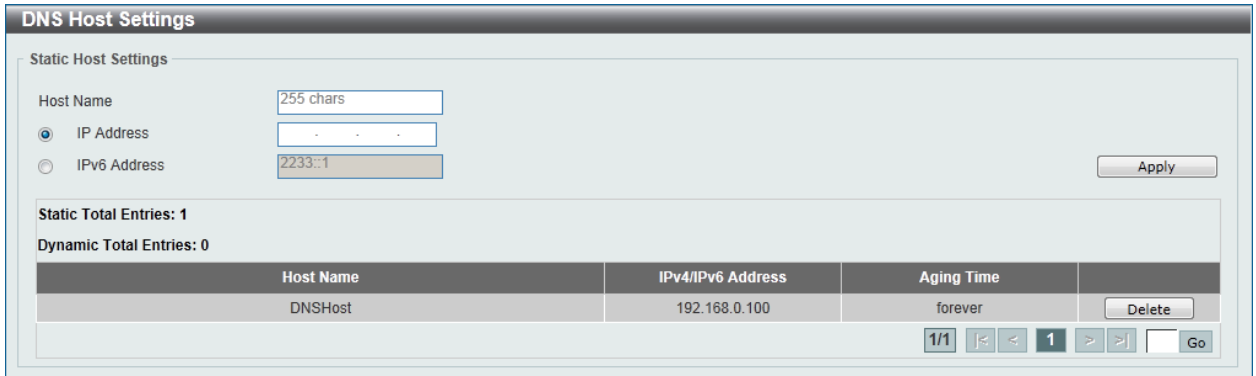 DNS Host Settings
Static Host Settings
Host Name 255 chars
IP Address . . .
IPv6 Address 2233::1 Apply
Static Total Entries: 1
Dynamic Total Entries: 0
Host Name IPv4/IPv6 Address Aging Time
DNSHost 192.168.0.100 forever Delete
1/1 |< < 1 > >| Go